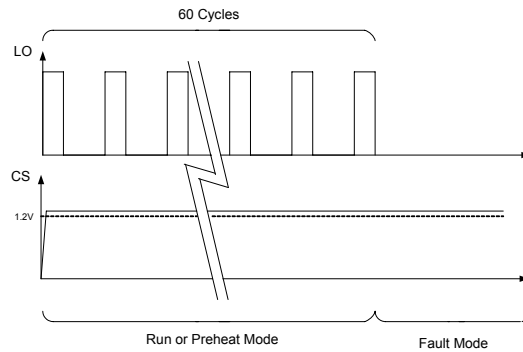 60 Cycles
LO
CS
1.2V
Run or Preheat Mode
Fault Mode